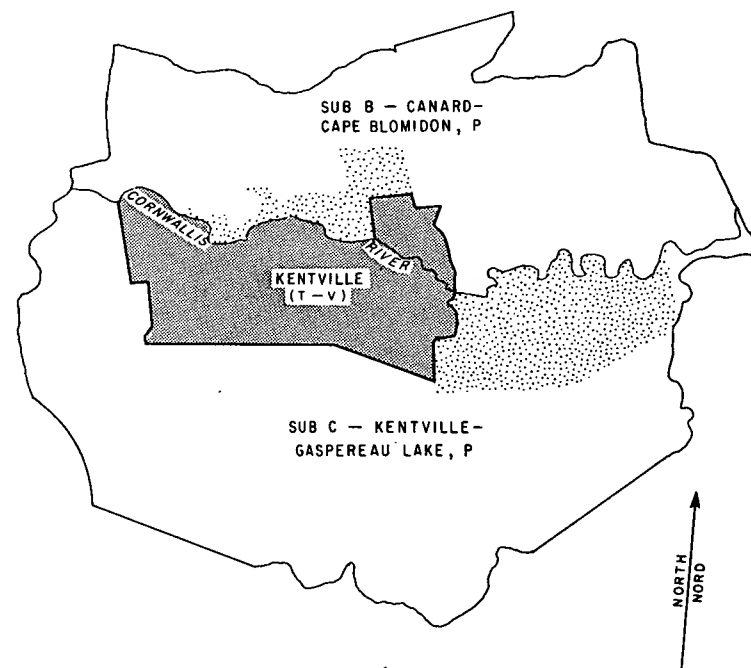 SUB B — CANARD-
CAPE BLOMIDON, P
CORNWALLIS
RIVER
KENTVILLE
(T – V)
SUB C — KENTVILLE-
GASPEREAU LAKE, P
NORTH
NORD